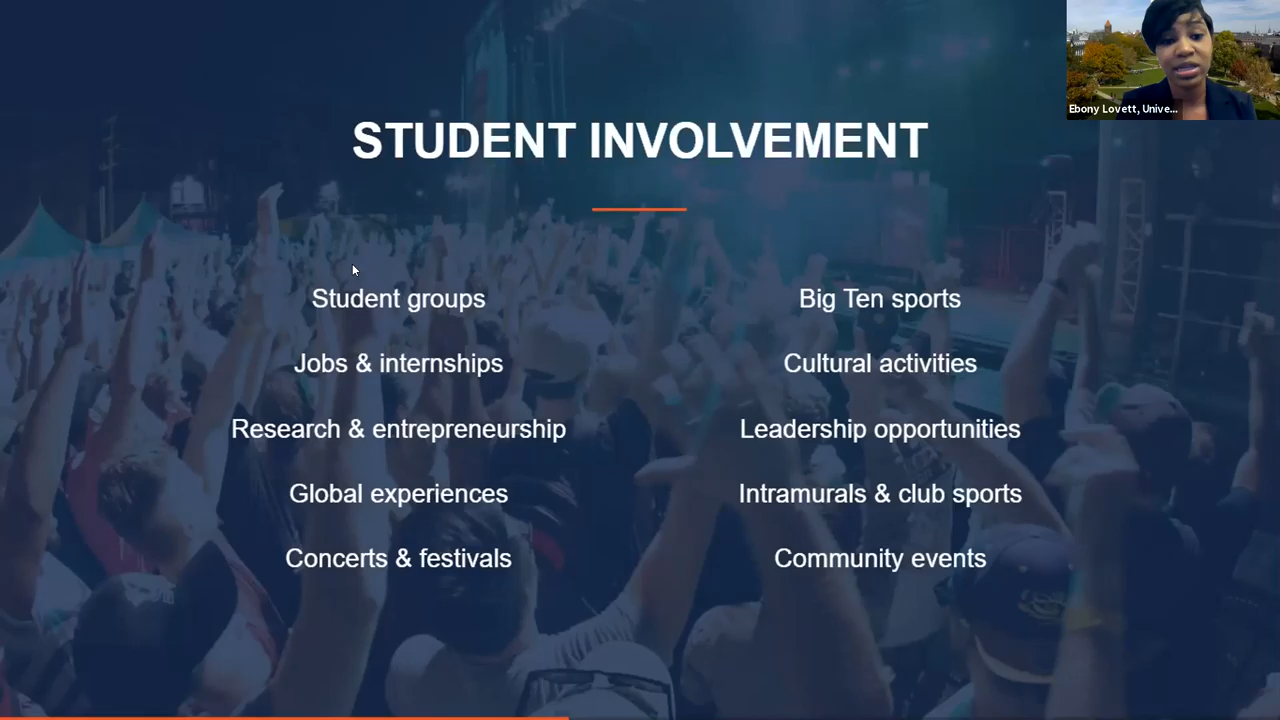 Ebony Lovett, Unive...
STUDENT INVOLVEMENT
Student groups
Jobs & internships
Research & entrepreneurship
Global experiences
Concerts & festivals
Big Ten sports
Cultural activities
Leadership opportunities
Intramurals & club sports
Community events